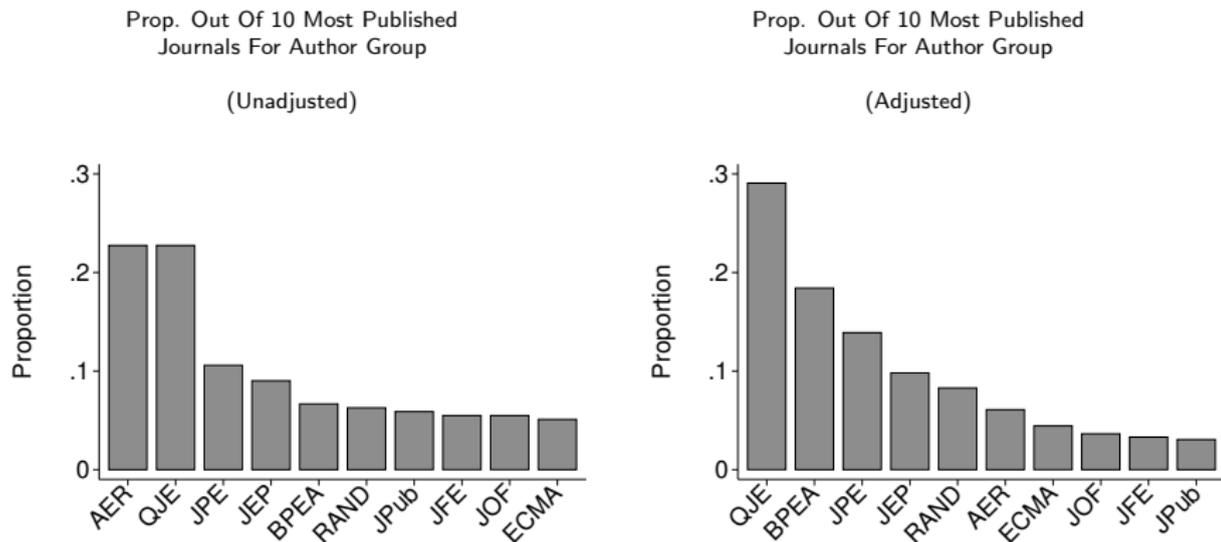 Prop. Out Of 10 Most Published
Journals For Author Group
(Unadjusted)
.3
.2
.1
0
Proportion
AER
QJE
JPE
JEP
BPEA
RAND
JPub
JFE
JOF
ECMA
Prop. Out Of 10 Most Published
Journals For Author Group
(Adjusted)
.3
.2
.1
0
Proportion
QJE
BPEA
JPE
JEP
RAND
AER
ECMA
JOF
JFE
JPub